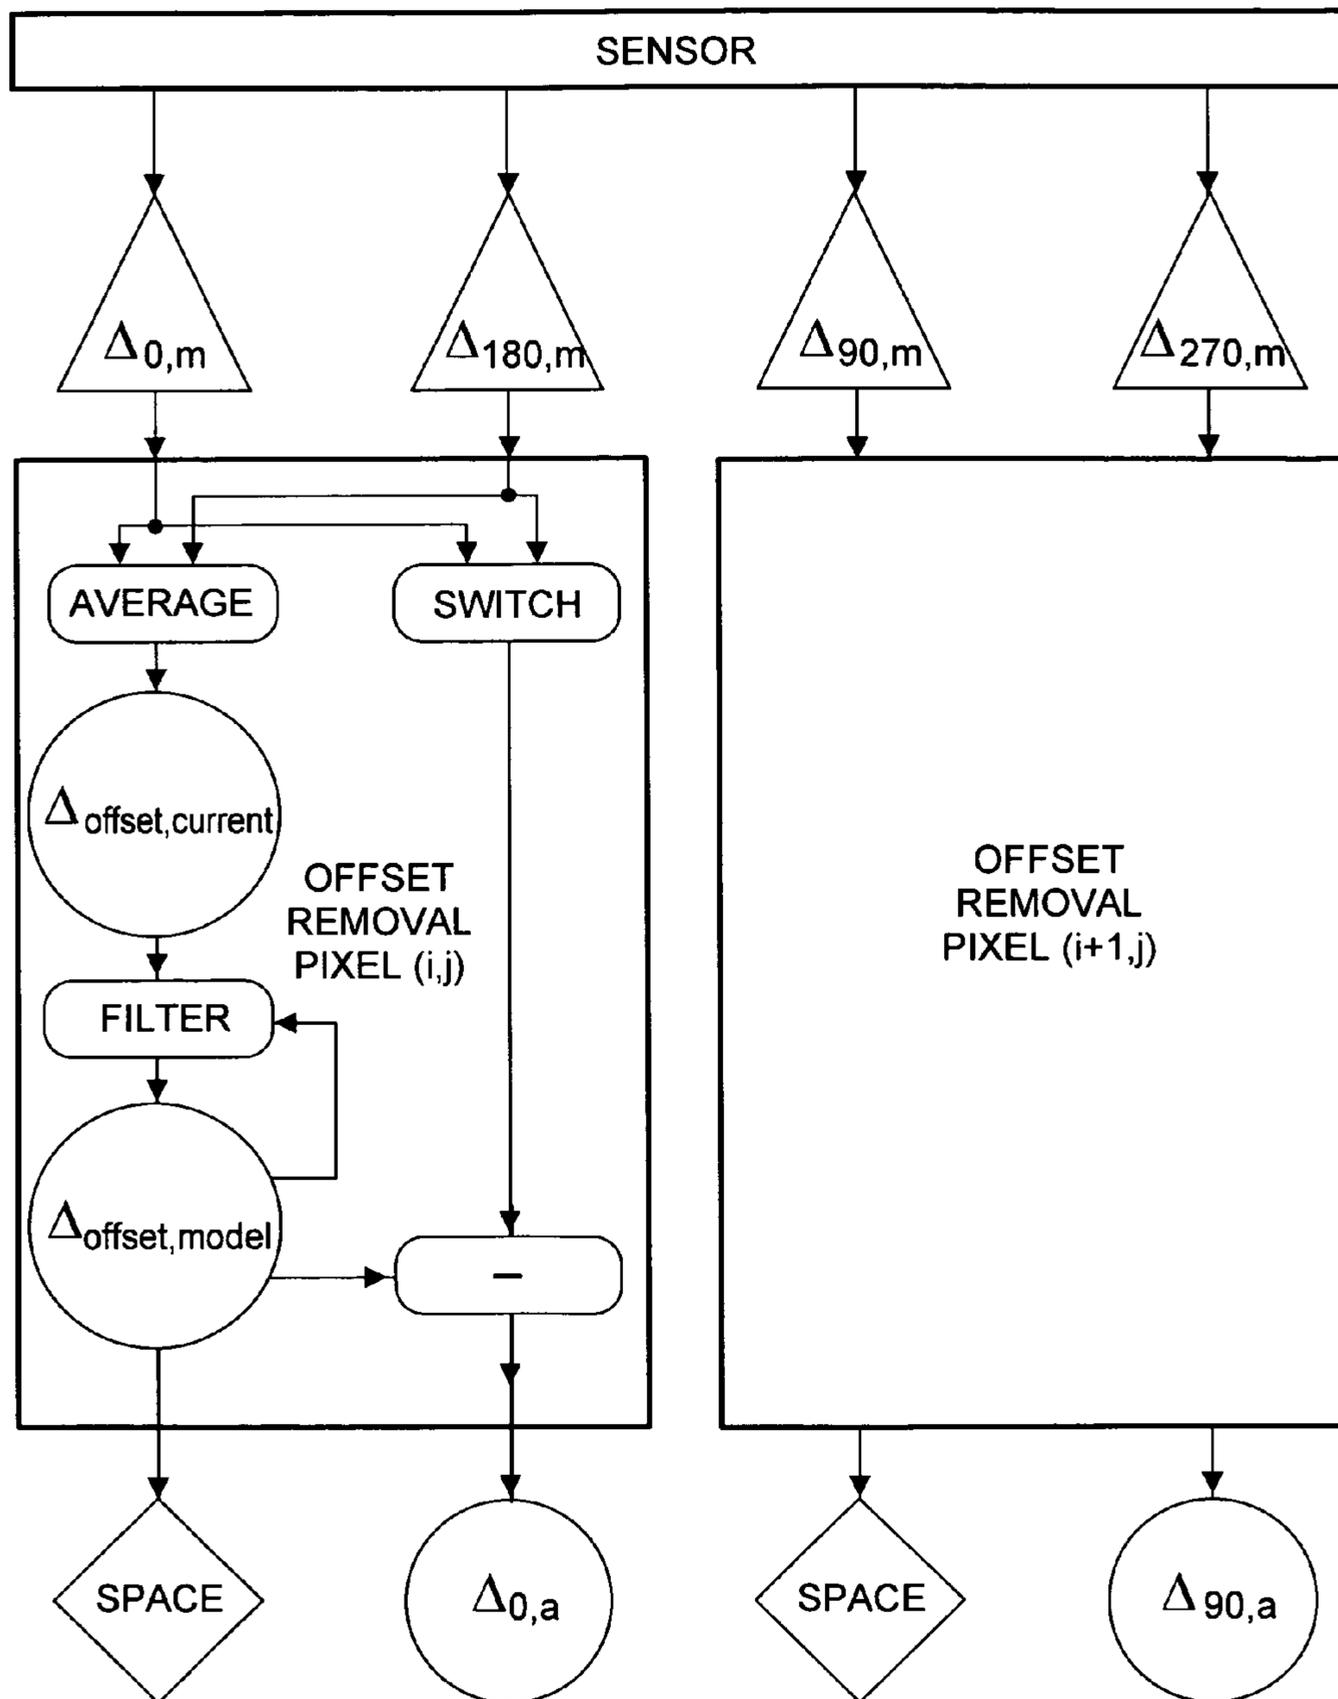 SENSOR
Δ0,m
Δ180,m
Δ90,m
Δ270,m
AVERAGE
SWITCH
Δoffset,current
OFFSET
REMOVAL
PIXEL (i,j)
FILTER
Δoffset,model
–
OFFSET
REMOVAL
PIXEL (i+1,j)
SPACE
Δ0,a
SPACE
Δ90,a